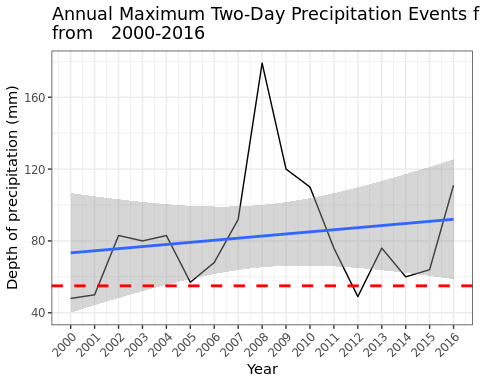 Annual Maximum Two-Day Precipitation Events f
from   2000-2016
Depth of precipitation (mm)
160
120
80
40
2000 2001 2002 2003 2004 2005 2006 2007 2008 2009 2010 2011 2012 2013 2014 2015 2016
Year